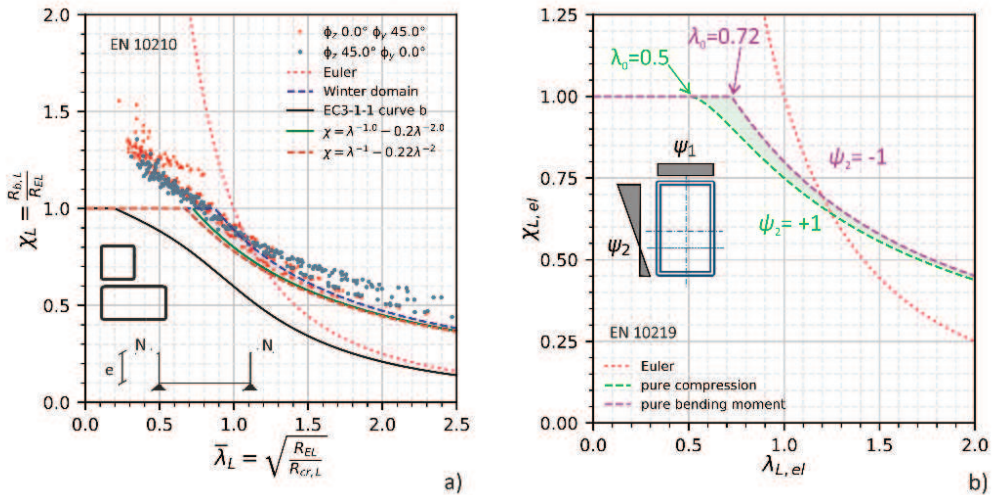 EN 10210
ϕz 0.0° ϕy 45.0°
ϕz 45.0° ϕy 0.0°
Euler
Winter domain
EC3-1-1 curve b
χ = λ^−1.0 − 0.2λ^−2.0
χ = λ^−1 − 0.22λ^−2
2.0
1.5
1.0
0.5
0.0
χL = Rb,L / REL
N
N
e
0.0 0.5 1.0 1.5 2.0 2.5
λ̄L = √(REL / Rcr,L)
a)
1.25
1.00
0.75
0.50
0.25
0.00
χL,el
λ0=0.72
λ0=0.5
ψ1
ψ2= -1
ψ2= +1
ψ2
EN 10219
Euler
pure compression
pure bending moment
0.0 0.5 1.0 1.5 2.0
λL,el
b)